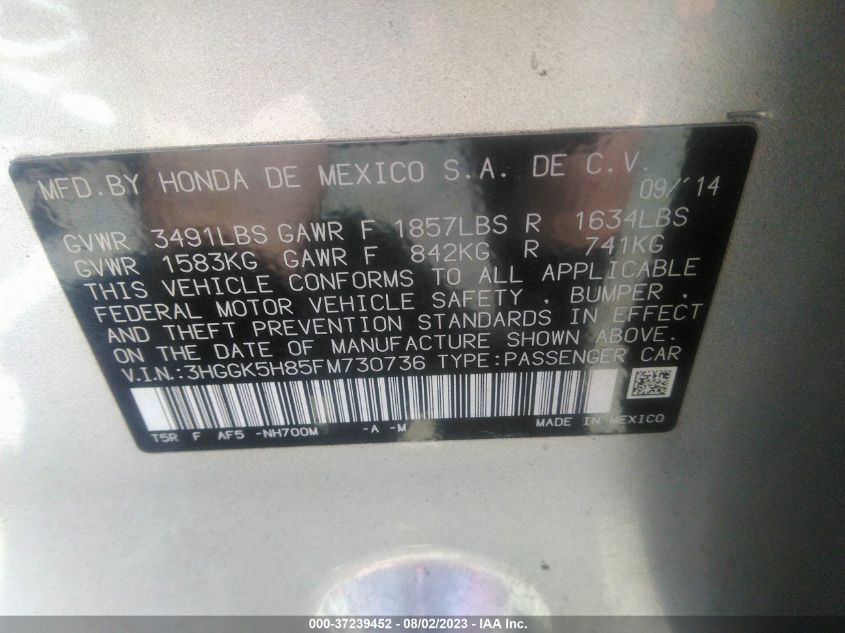 MFD. BY HONDA DE MEXICO S.A. DE C.V.
09/'14
GVWR 3491LBS GAWR F 1857LBS R 1634LBS
GVWR 1583KG GAWR F 842KG R 741KG
THIS VEHICLE CONFORMS TO ALL APPLICABLE
FEDERAL MOTOR VEHICLE SAFETY , BUMPER ,
AND THEFT PREVENTION STANDARDS IN EFFECT
ON THE DATE OF MANUFACTURE SHOWN ABOVE.
V.I.N.:3HGGK5H85FM730736 TYPE:PASSENGER CAR
T5R F AF5 -NH700M -A -M MADE IN MEXICO
000-37239452 - 08/02/2023 - IAA Inc.